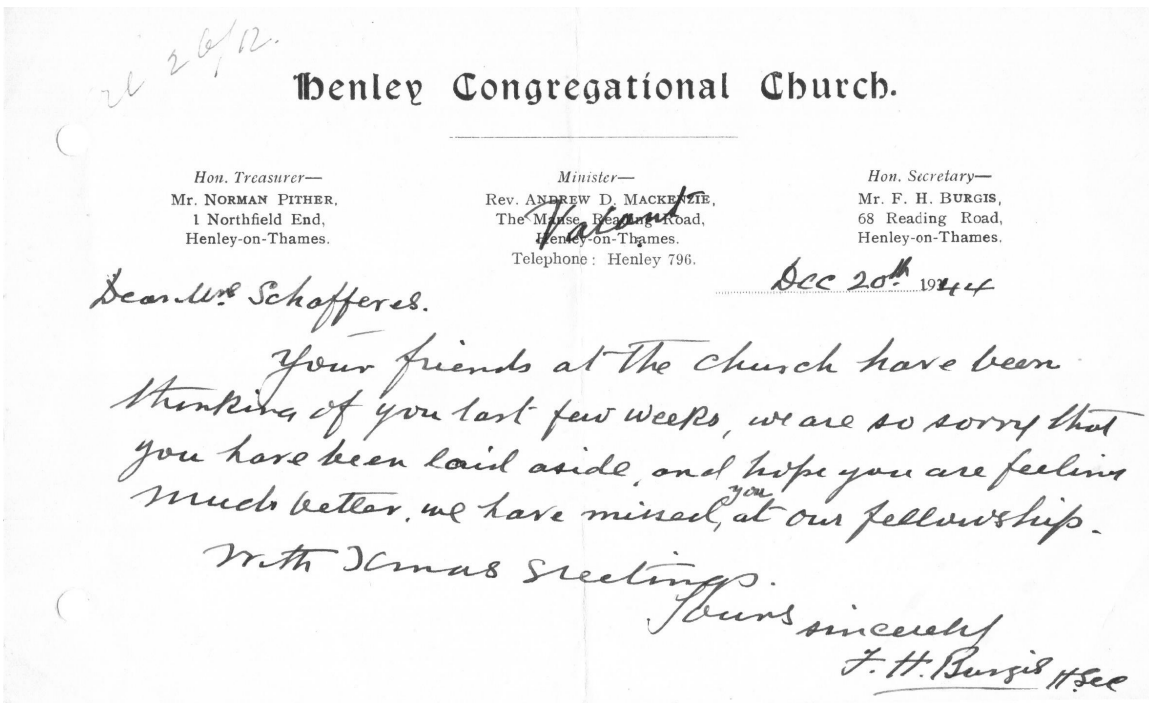 26/12.
Henley Congregational Church.
Hon. Treasurer—
Mr. Norman Pither,
1 Northfield End,
Henley-on-Thames.
Minister—
Rev. Andrew D. Mackenzie,
The Manse, Reading Road,
Henley-on-Thames.
Telephone: Henley 796.
Vacant
Hon. Secretary—
Mr. F. H. Burgis,
68 Reading Road,
Henley-on-Thames.
Dec 20th 1944
Dear Mrs Schafferes.
Your friends at the church have been
thinking of you last few weeks, we are so sorry that
you have been laid aside, and hope you are feeling
much better, we have missed you at our fellowship.
With Xmas Greetings.
Yours sincerely
F. H. Burgis H. Sec